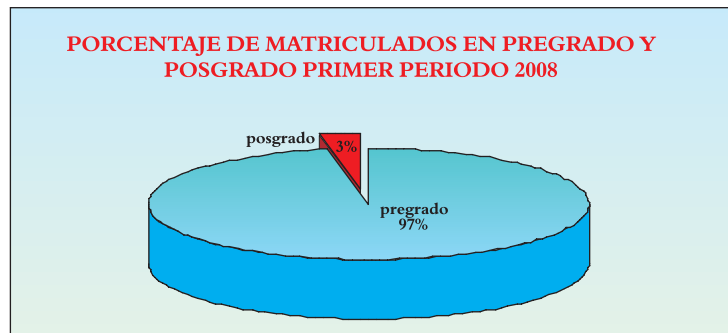 PORCENTAJE DE MATRICULADOS EN PREGRADO Y
POSGRADO PRIMER PERIODO 2008
posgrado
3%
pregrado
97%